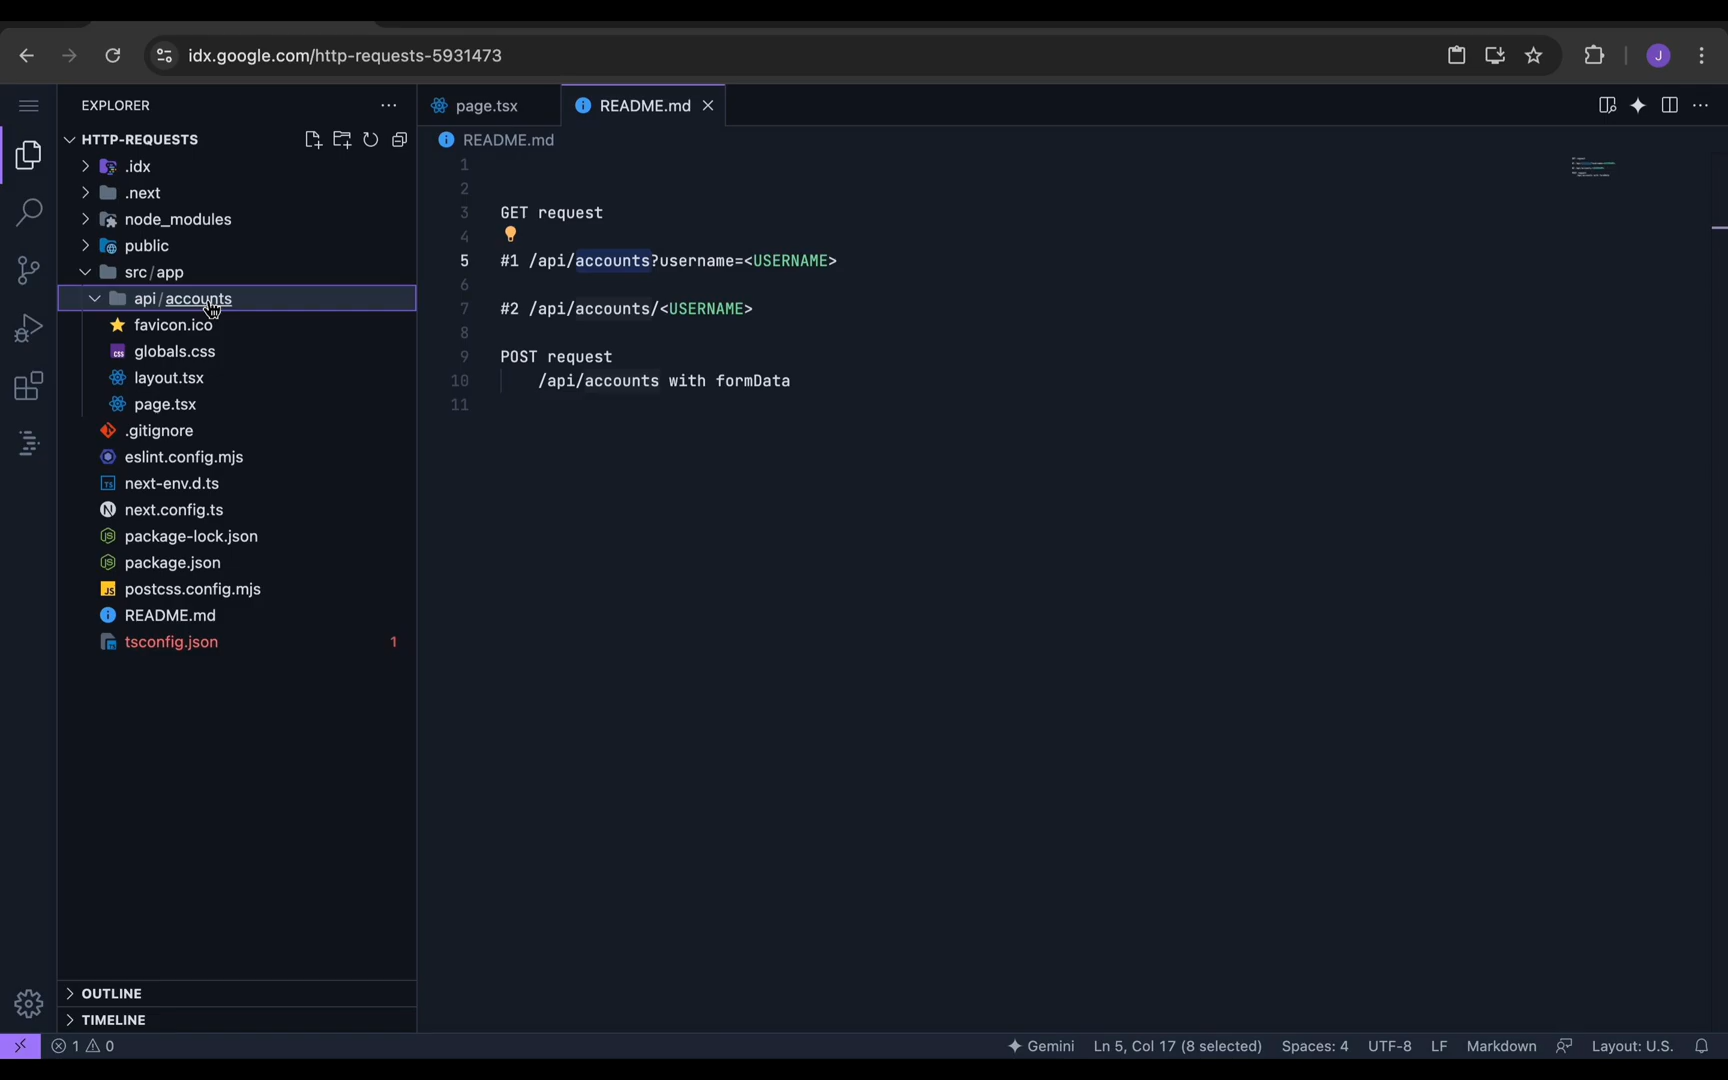 idx.google.com/http-requests-5931473
J
EXPLORER
HTTP-REQUESTS
.idx
.next
node_modules
public
src/app
api/accounts
favicon.ico
globals.css
layout.tsx
page.tsx
.gitignore
eslint.config.mjs
next-env.d.ts
next.config.ts
package-lock.json
package.json
postcss.config.mjs
README.md
tsconfig.json 1
OUTLINE
TIMELINE
page.tsx README.md
README.md
1
2
3 GET request
4
5 #1 /api/accounts?username=<USERNAME>
6
7 #2 /api/accounts/<USERNAME>
8
9 POST request
10 /api/accounts with formData
11
1 0 Gemini Ln 5, Col 17 (8 selected) Spaces: 4 UTF-8 LF Markdown Layout: U.S.